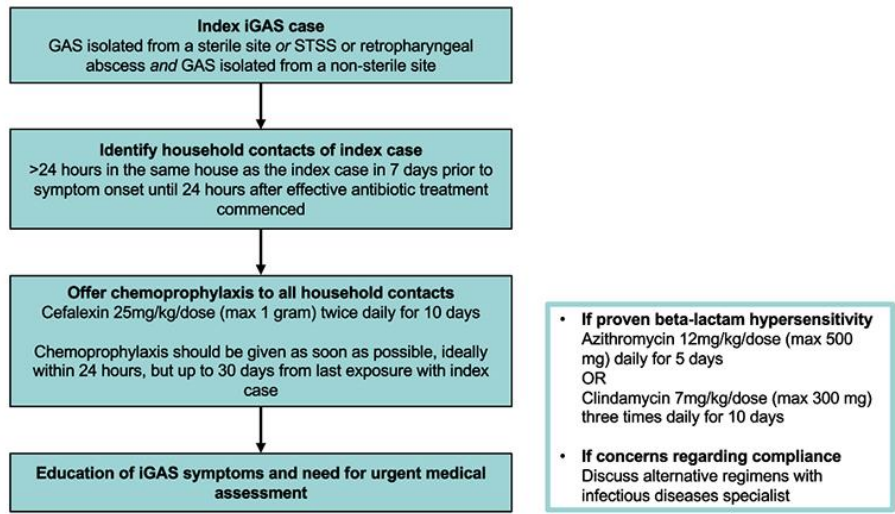 Index iGAS case
GAS isolated from a sterile site or STSS or retropharyngeal
abscess and GAS isolated from a non-sterile site
Identify household contacts of index case
>24 hours in the same house as the index case in 7 days prior to
symptom onset until 24 hours after effective antibiotic treatment
commenced
Offer chemoprophylaxis to all household contacts
Cefalexin 25mg/kg/dose (max 1 gram) twice daily for 10 days
Chemoprophylaxis should be given as soon as possible, ideally
within 24 hours, but up to 30 days from last exposure with index
case
Education of iGAS symptoms and need for urgent medical
assessment
• If proven beta-lactam hypersensitivity
Azithromycin 12mg/kg/dose (max 500
mg) daily for 5 days
OR
Clindamycin 7mg/kg/dose (max 300 mg)
three times daily for 10 days
• If concerns regarding compliance
Discuss alternative regimens with
infectious diseases specialist